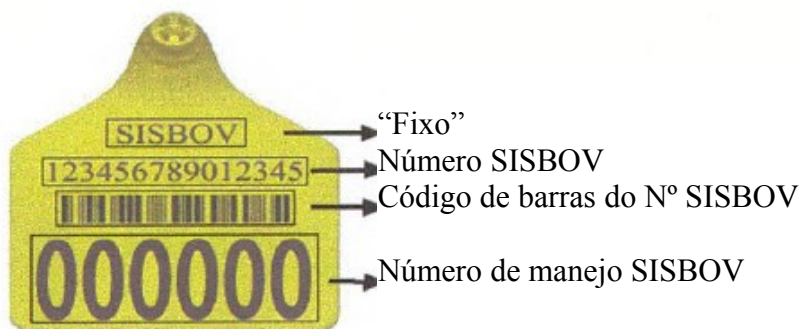 SISBOV
“Fixo”
123456789012345
Número SISBOV
Código de barras do Nº SISBOV
000000
Número de manejo SISBOV